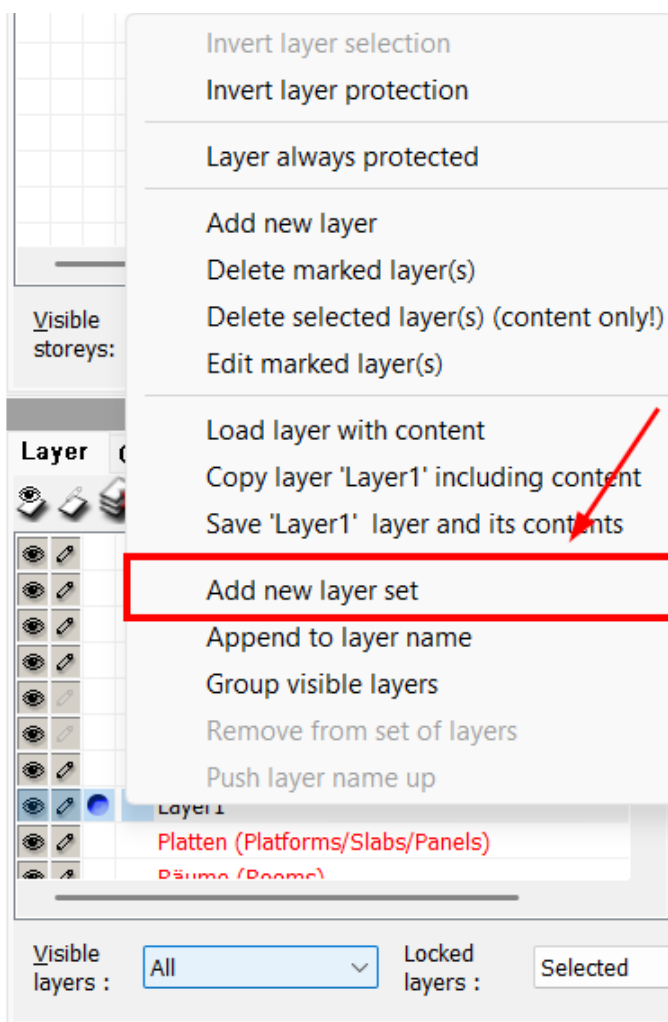 Invert layer selection
Invert layer protection
Layer always protected
Add new layer
Delete marked layer(s)
Delete selected layer(s) (content only!)
Edit marked layer(s)
Load layer with content
Copy layer 'Layer1' including content
Save 'Layer1' layer and its contents
Add new layer set
Append to layer name
Group visible layers
Remove from set of layers
Push layer name up
Visible
storeys:
Layer
Layer1
Platten (Platforms/Slabs/Panels)
Räume (Rooms)
Visible
layers :
All
Locked
layers :
Selected